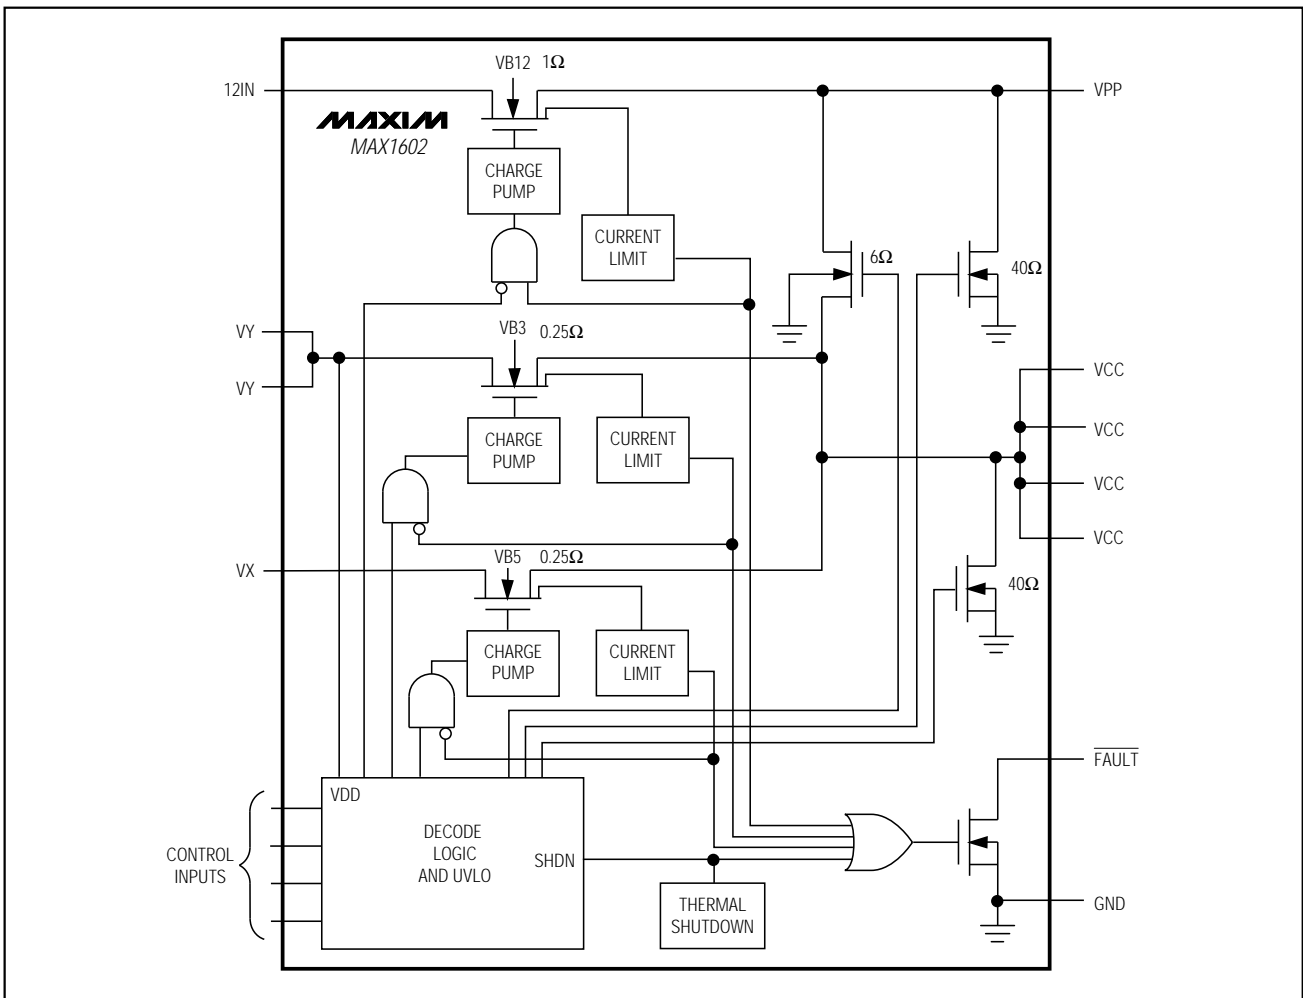 VB12 1Ω
12IN
VPP
MAXIM
MAX1602
CHARGE
PUMP
CURRENT
LIMIT
6Ω
40Ω
VY
VB3 0.25Ω
VY
VCC
VCC
VCC
VCC
CHARGE
PUMP
CURRENT
LIMIT
VX
VB5 0.25Ω
40Ω
CHARGE
PUMP
CURRENT
LIMIT
FAULT
VDD
DECODE
LOGIC
AND UVLO
SHDN
CONTROL
INPUTS
THERMAL
SHUTDOWN
GND